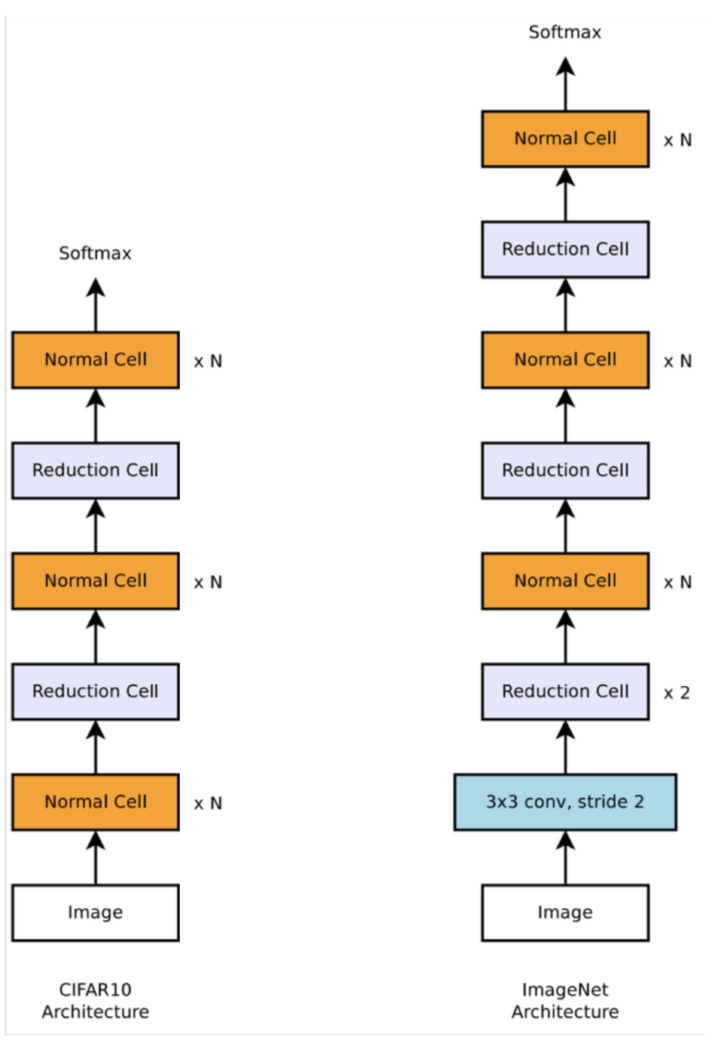 Softmax
Normal Cell x N
Reduction Cell
Normal Cell x N
Reduction Cell
Normal Cell x N
Image
CIFAR10
Architecture
Softmax
Normal Cell x N
Reduction Cell
Normal Cell x N
Reduction Cell
Normal Cell x N
Reduction Cell x 2
3x3 conv, stride 2
Image
ImageNet
Architecture